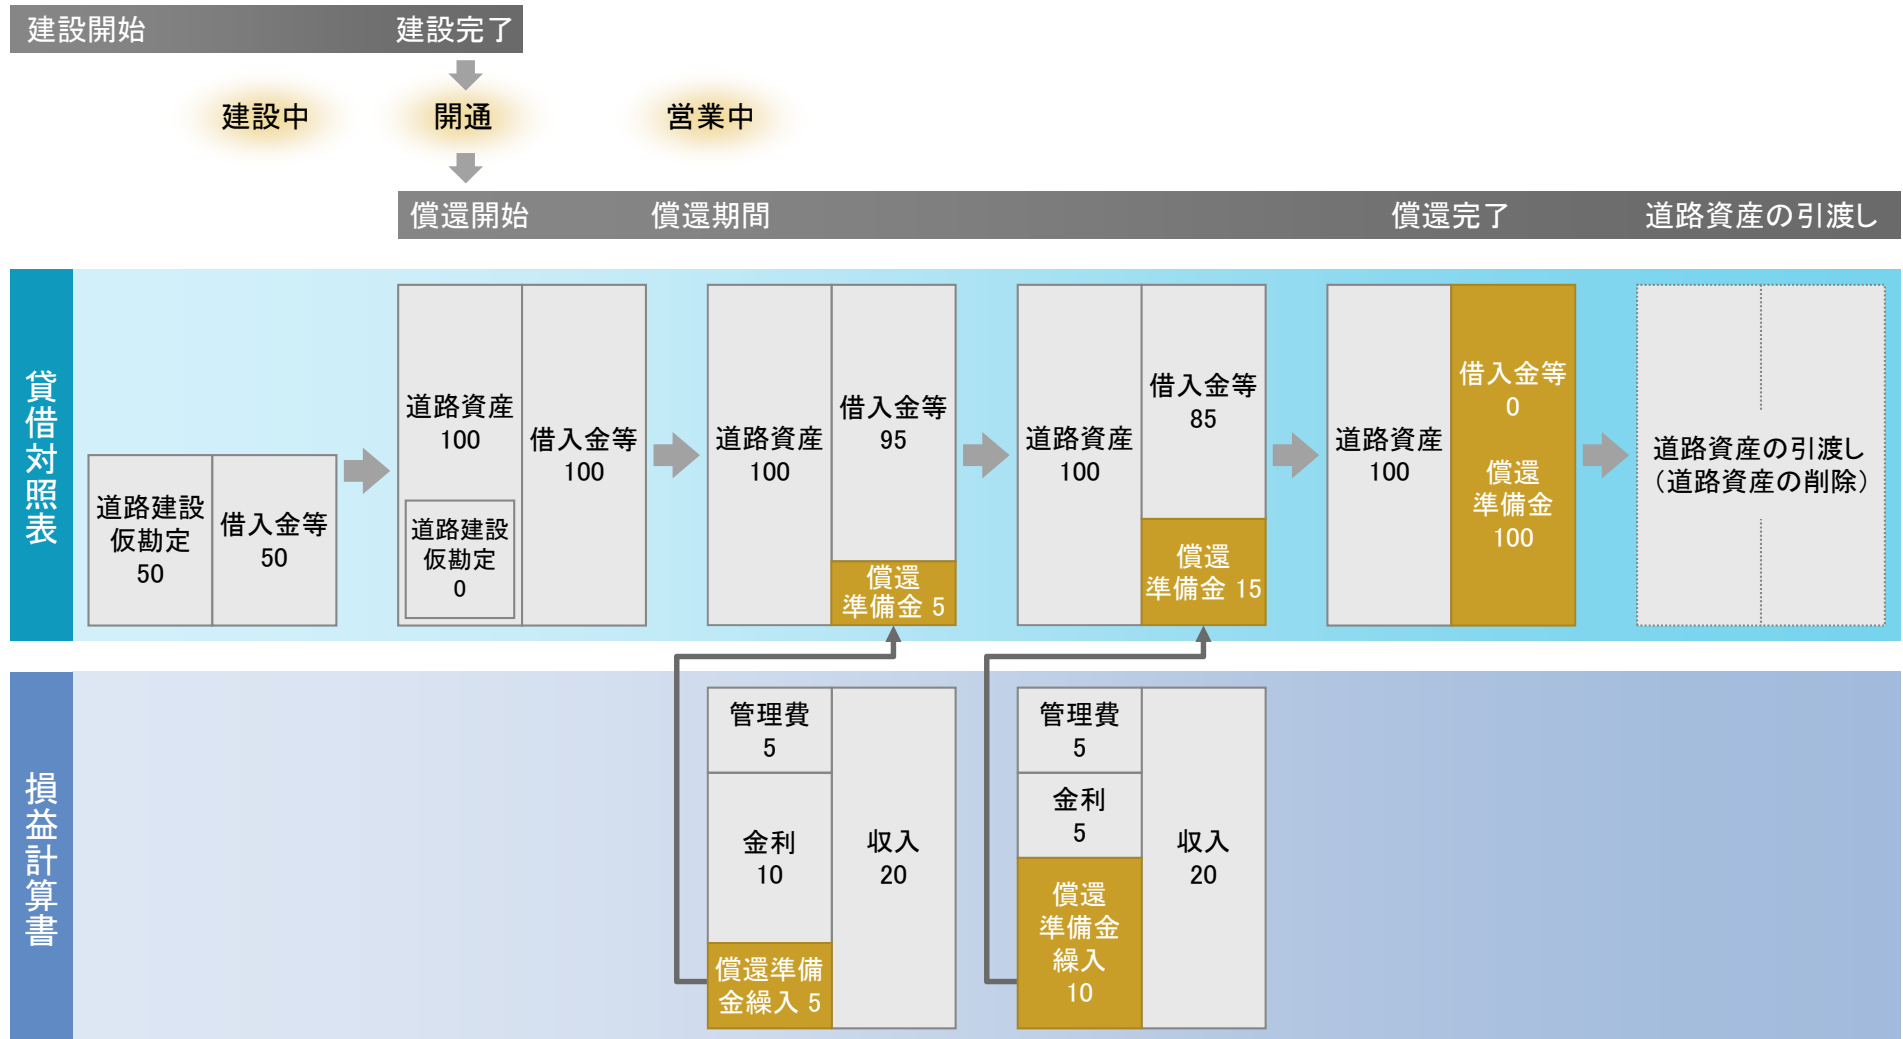 建設開始
建設完了
建設中
開通
営業中
償還開始
償還期間
償還完了
道路資産の引渡し
貸借対照表
道路建設
仮勘定
50
借入金等
50
道路資産
100
道路建設
仮勘定
0
借入金等
100
道路資産
100
借入金等
95
償還
準備金 5
道路資産
100
借入金等
85
償還
準備金 15
道路資産
100
借入金等
0
償還
準備金
100
道路資産の引渡し
（道路資産の削除）
損益計算書
管理費
5
金利
10
償還準備
金繰入 5
収入
20
管理費
5
金利
5
償還
準備金
繰入
10
収入
20